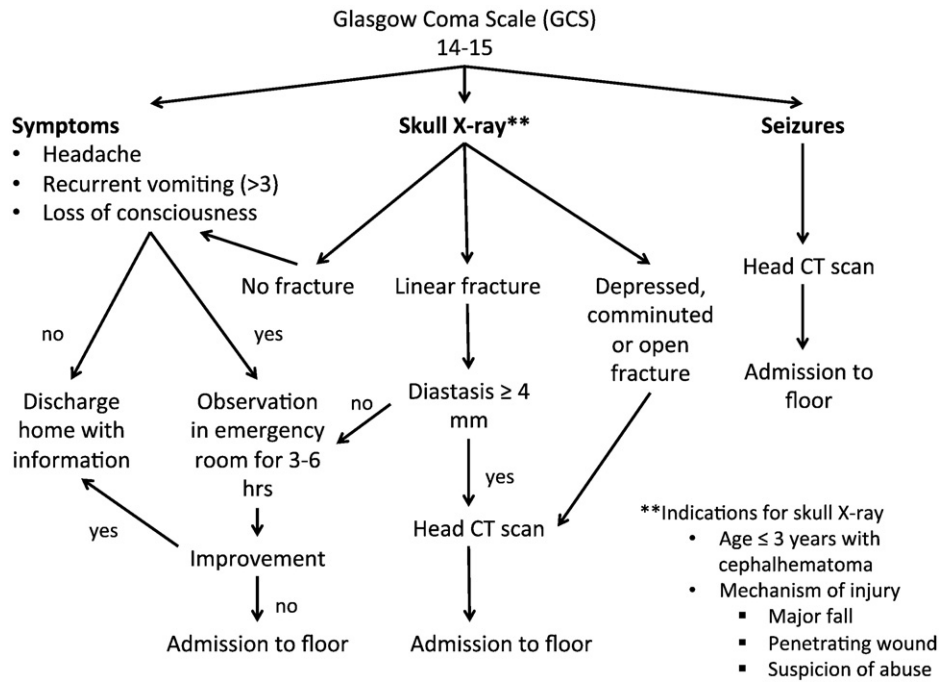 Glasgow Coma Scale (GCS)
14-15
Symptoms
• Headache
• Recurrent vomiting (>3)
• Loss of consciousness
Skull X-ray**
Seizures
No fracture
Linear fracture
Depressed,
comminuted
or open
fracture
Head CT scan
no
yes
Discharge
home with
information
Observation
in emergency
room for 3-6
hrs
no
Diastasis ≥ 4
mm
Admission to
floor
yes
yes
Improvement
Head CT scan
no
Admission to floor
Admission to floor
**Indications for skull X-ray
• Age ≤ 3 years with
cephalhematoma
• Mechanism of injury
▪ Major fall
▪ Penetrating wound
▪ Suspicion of abuse